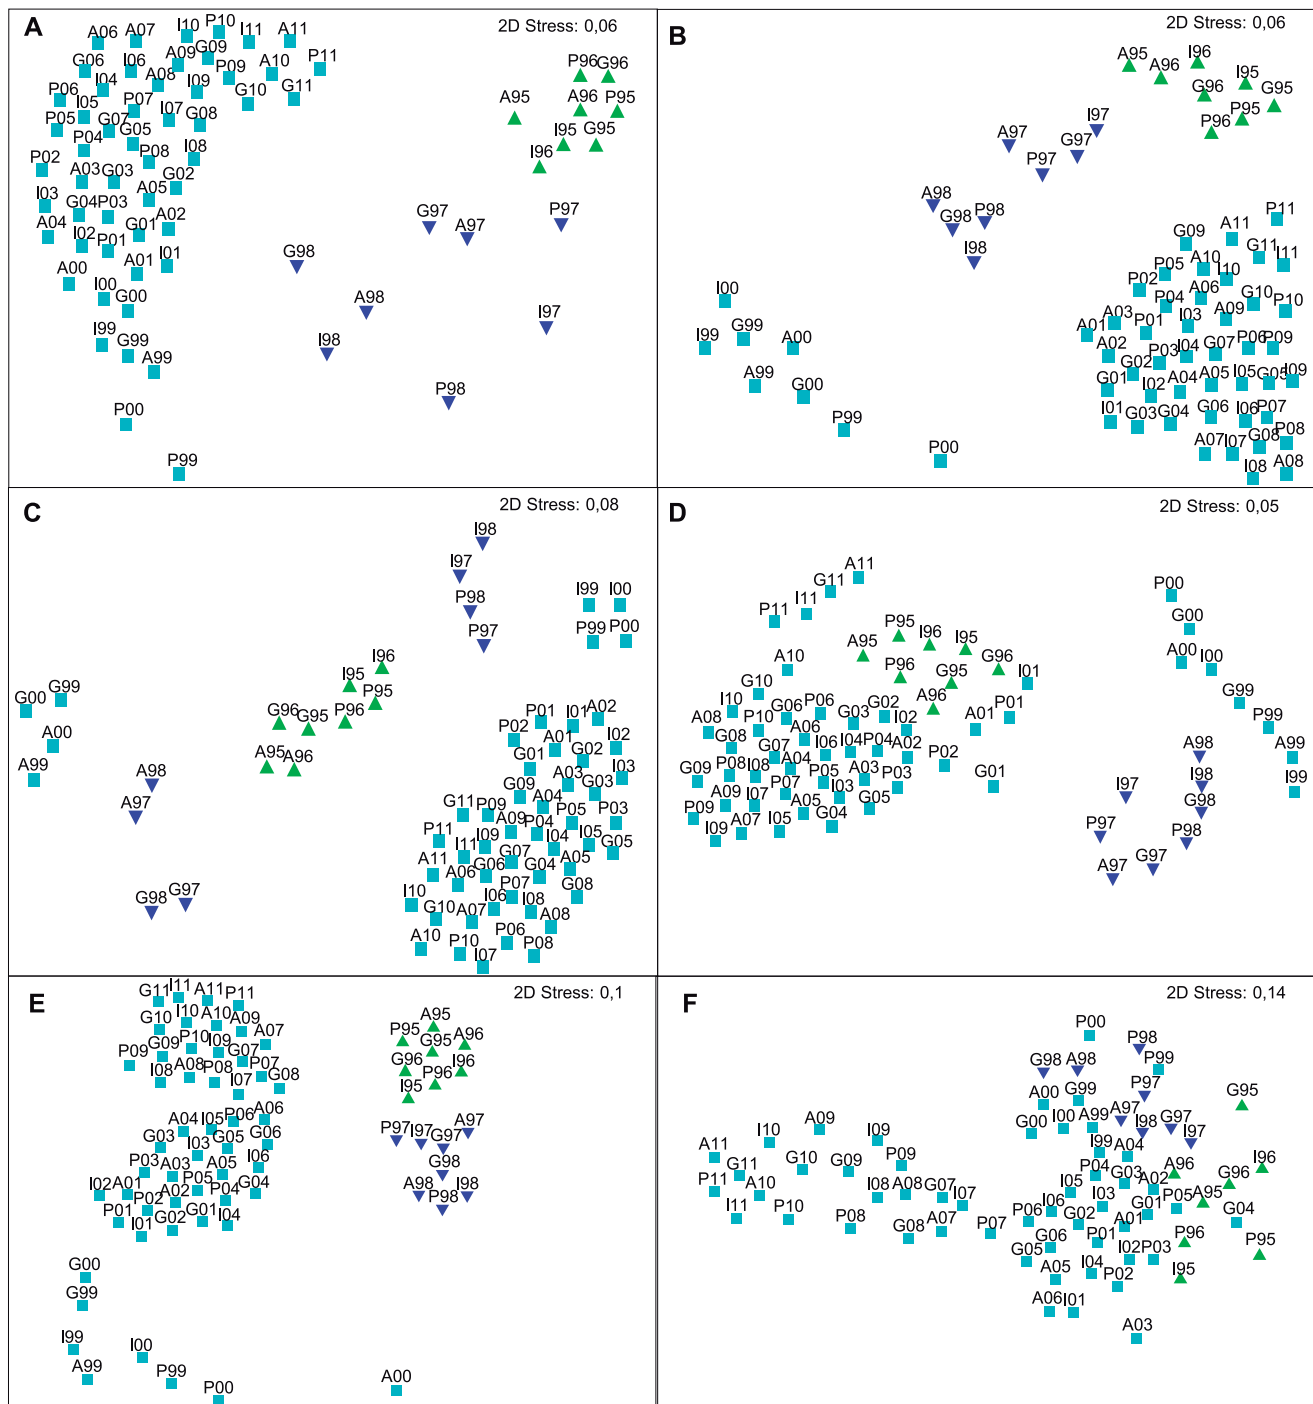 A
2D Stress: 0,06
A06 A07 I10 P10 I11 A11
G06 I06 A09 G09 A10 P11
I04 A08 P09
P06 I05 P07 I09 G10 G11
P05 G07 G05 I07 G08
P04 P08 I08
P02 A03 G03 A05 G02
I03 G04 P03 A02
A04 I02 P01 G01
A00 A01 I01
I00 G00
I99 G99 A99
P00
P99
P96 G96
A95 A96 P95
I95 G95
I96
G97 A97 P97
G98
A98 I97
I98
P98
B
2D Stress: 0,06
A95 A96 I96 I95
G96 G95
P96 P95
A97 G97 I97
P97
A98 G98 P98
I98
I00
I99 G99 A00
A99 G00
P99
P00
P11
G09 A11
P05 A10 G11 I11
P02 A06 I10
P04 G10 P10
A01 A03 P01 I03 A09
A02 P03 I04 G07 P06 P09
G02
G01 I02 A04 A05 I05 G05 I09
I01 G03 G04 G06 I06 P07
A07 I07 G08 P08
I08 A08
C
2D Stress: 0,08
I98
I97
P98
P97
I99 I00
P99 P00
I96
I95 P95
G96 G95 P96
A95 A96
G00 G99
A00
A99
A98
A97
G98 G97
P01 I01 A02
P02 A01 I02
G01 G02
G09 A03 G03 I03
G11 P09 A04 P05 P03
P11 I09 A09 P04 I05
I11 G07 I04 G05
A11 A06 G06 G04 A05
I10 I06 P07 G08
G10 A07 I08
A10 P06 A08
P10 I07 P08
D
2D Stress: 0,05
A11
G11
P11 I11
A10
A95 P95 I96 I95
P96 G95 G96 I01
A96
G10
I10 P10 G06 P06 G03 G02 A01 P01
A08 A06 I02
G08 G07 I06 I04 P04 A02
G09 P08 I08 A04 P05 A03 P03 P02 G01
P09 A09 I07 P07 I03
I09 A07 I05 A05 G04 G05
P00
G00
A00 I00
G99
P99
A99
I99
A98
I97 I98
G98
P97 P98
A97 G97
E
2D Stress: 0,1
G11 I11 A11 P11
G10 I10 A10 A09
P09 G09 P10 I09 G07 A07
I08 A08 P08 P07
I07 G08
A04 I05 P06 A06
G03 I03 G05 G06
P03 A03 A05 I06
I02 A01 P02 A02 P05 P04 G04
P01 I01 G02 G01 I04
G00
G99
I99 I00
A99 P99
P00
A00
A95
P95 G95 A96
G96 P96 I96
I95
P97 I97 G97 A97
G98
A98 P98 I98
F
2D Stress: 0,14
P00 P98
G98 A98 P99
A00 G99 P97
G00 I00 A99 A97 I98 G97 I97
I99 A04
G95
I10 A09 I09
A11 G11 G10 G09 P09
P11 A10 I08 A08 G07 I07
I11 P10 P08 G08 A07 P07
P04 G03 A02 A96 G96 I96
I05 I03 G01 P05 A95
P06 I06 G02 A01 G04
G05 G06 P01 P96 P95
A05 I04 I02 P03 I95
P02
A06 I01
A03